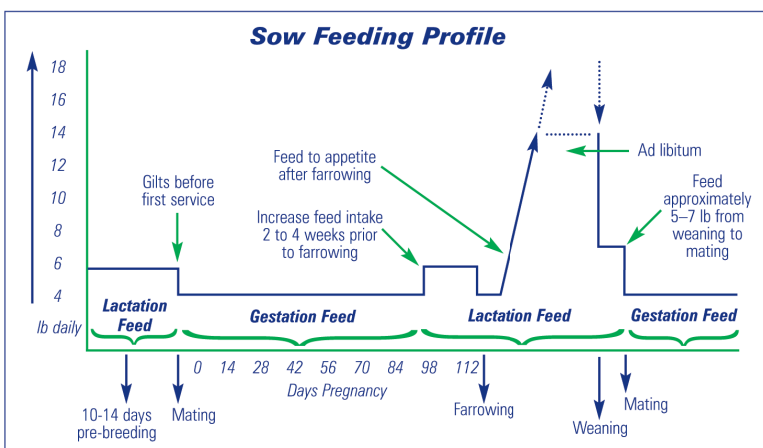 Sow Feeding Profile
18
16
14
12
10
8
6
4
lb daily
Gilts before
first service
Feed to appetite
after farrowing
Increase feed intake
2 to 4 weeks prior
to farrowing
Ad libitum
Feed
approximately
5–7 lb from
weaning to
mating
Lactation
Feed
Gestation Feed
Lactation Feed
Gestation Feed
0 14 28 42 56 70 84 98 112
Days Pregnancy
10-14 days
pre-breeding
Mating
Farrowing
Weaning
Mating